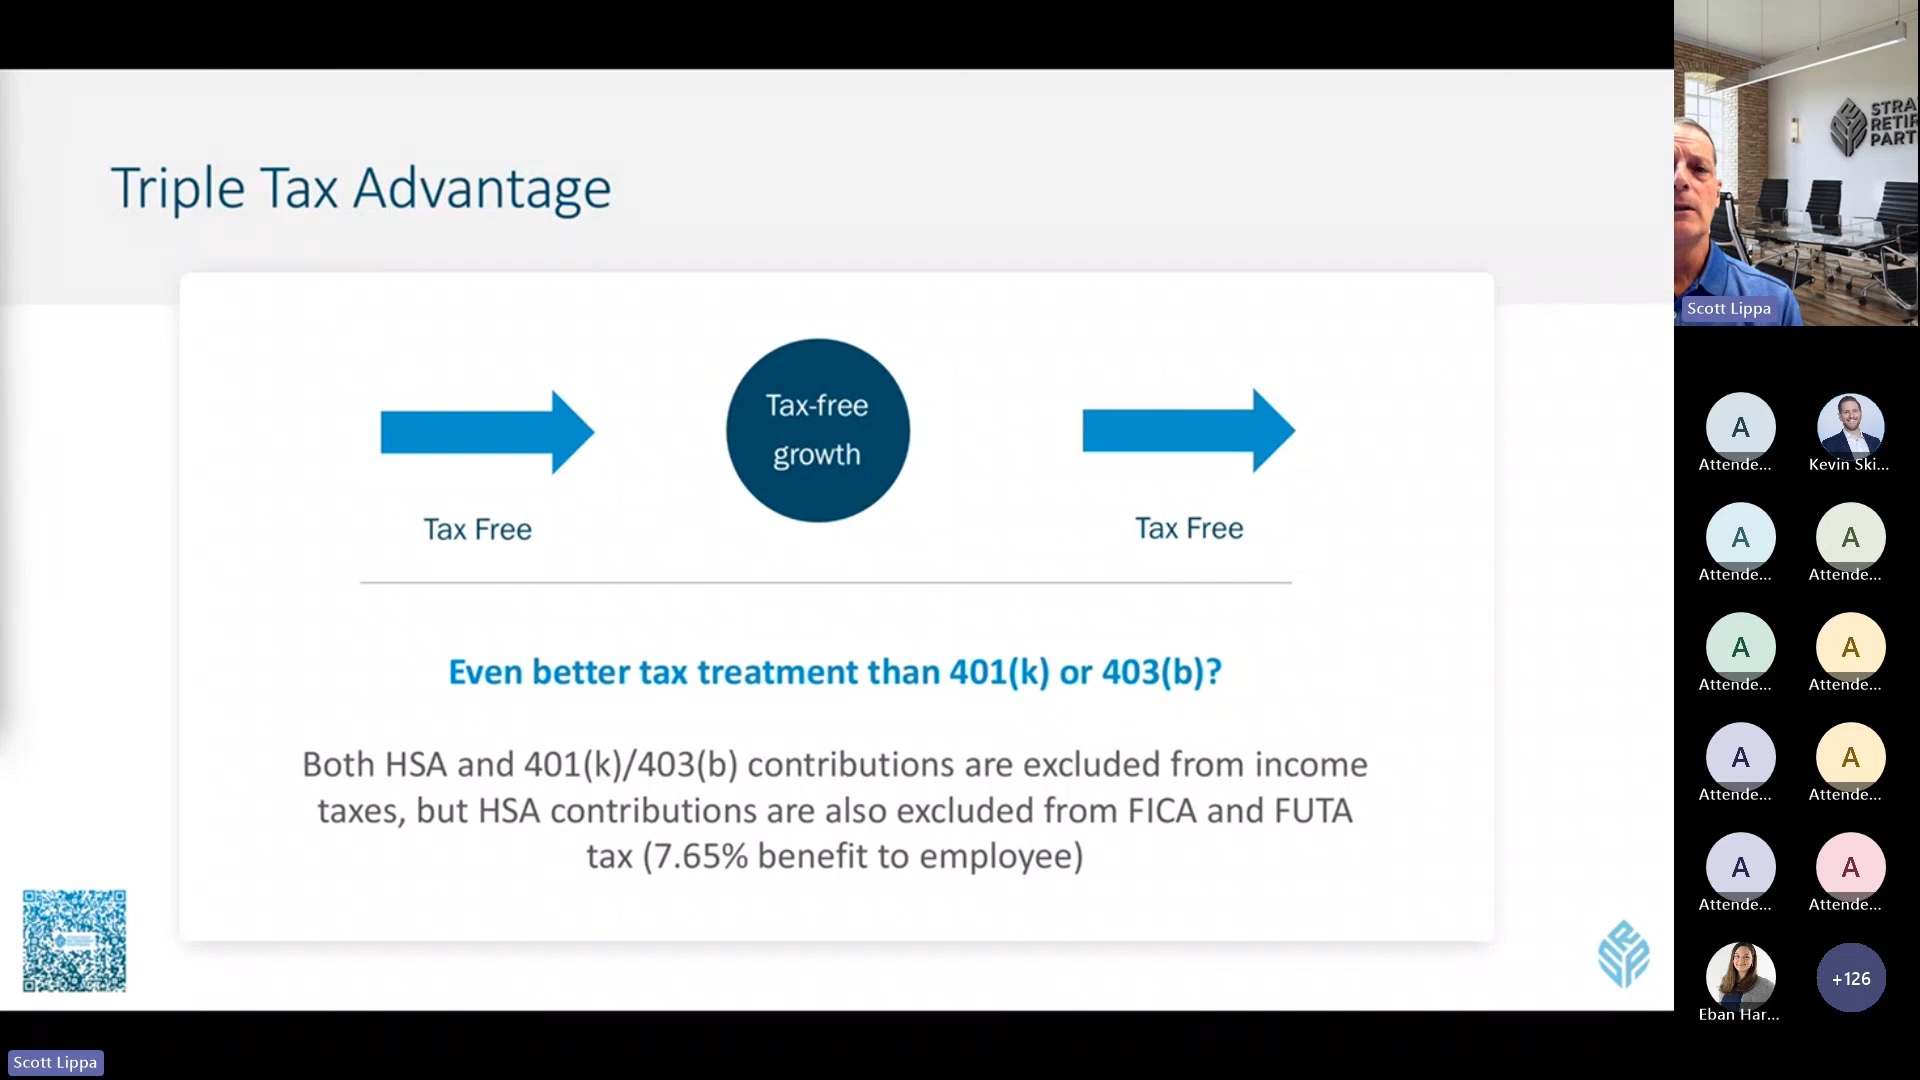 Triple Tax Advantage
Tax-free
growth
Tax Free
Tax Free
Even better tax treatment than 401(k) or 403(b)?
Both HSA and 401(k)/403(b) contributions are excluded from income
taxes, but HSA contributions are also excluded from FICA and FUTA
tax (7.65% benefit to employee)
Scott Lippa
STRA
RETIR
PART
Scott Lippa
A
Attende...
Kevin Ski...
A
Attende...
A
Attende...
A
Attende...
A
Attende...
A
Attende...
A
Attende...
A
Attende...
A
Attende...
Eban Har...
+126